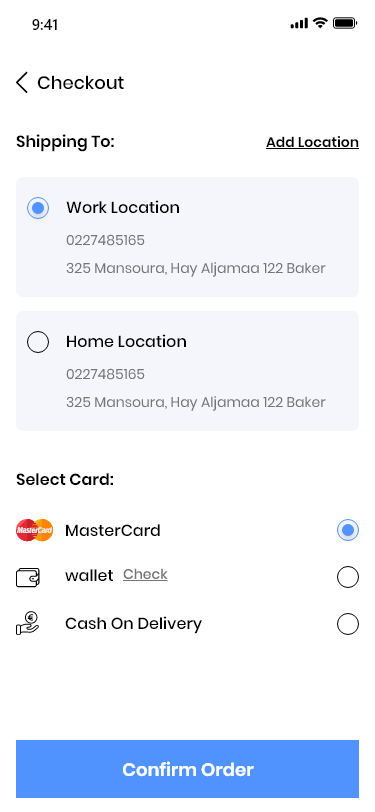 9:41
Checkout
Shipping To: Add Location
Work Location
0227485165
325 Mansoura, Hay Aljamaa 122 Baker
Home Location
0227485165
325 Mansoura, Hay Aljamaa 122 Baker
Select Card:
MasterCard MasterCard
wallet Check
Cash On Delivery
Confirm Order